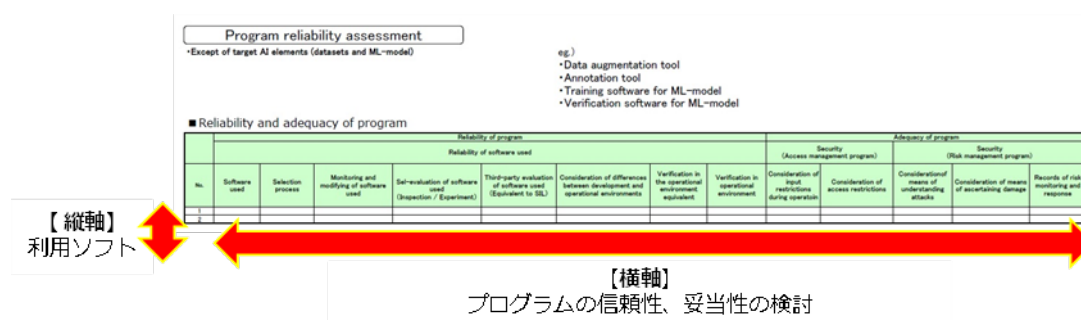 Program reliability assessment
・Except of target AI elements (datasets and ML-model)
eg.)
・Data augmentation tool
・Annotation tool
・Training software for ML-model
・Verification software for ML-model
■Reliability and adequacy of program
Reliability of program
Adequacy of program
Reliability of software used
Security
(Access management program)
Security
(Risk management program)
No.
Software
used
Selection
process
Monitoring and
modifying of software
used
Sel-evaluation of software
used
(Inspection / Experiment)
Third-party evaluation
of software used
(Equivalent to SIL)
Consideration of differences
between development and
operational environments
Verification in
the operational
environment
equivalent
Verification in
operational
environment
Consideration of
input
restrictions
during operatoin
Consideration of
access restrictions
Considerationof
means of
understanding
attacks
Consideration of means
of ascertaining damage
Records of risk
monitoring and
response
1
2
【縦軸】
利用ソフト
【横軸】
プログラムの信頼性、妥当性の検討